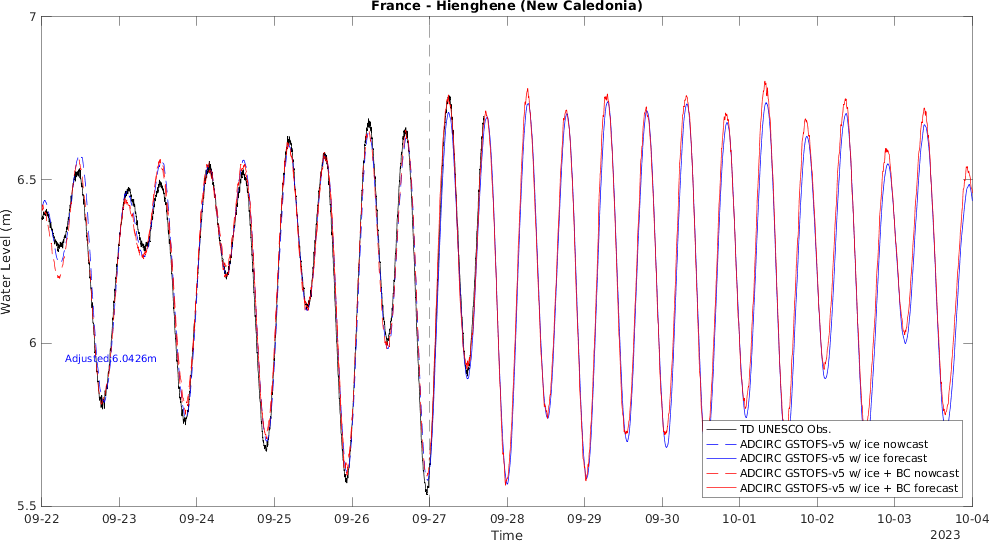 France - Hienghene (New Caledonia)
7
6.5
6
5.5
Water Level (m)
Adjusted:6.0426m
TD UNESCO Obs.
ADCIRC GSTOFS-v5 w/ ice nowcast
ADCIRC GSTOFS-v5 w/ ice forecast
ADCIRC GSTOFS-v5 w/ ice + BC nowcast
ADCIRC GSTOFS-v5 w/ ice + BC forecast
09-22 09-23 09-24 09-25 09-26 09-27 09-28 09-29 09-30 10-01 10-02 10-03 10-04
Time
2023